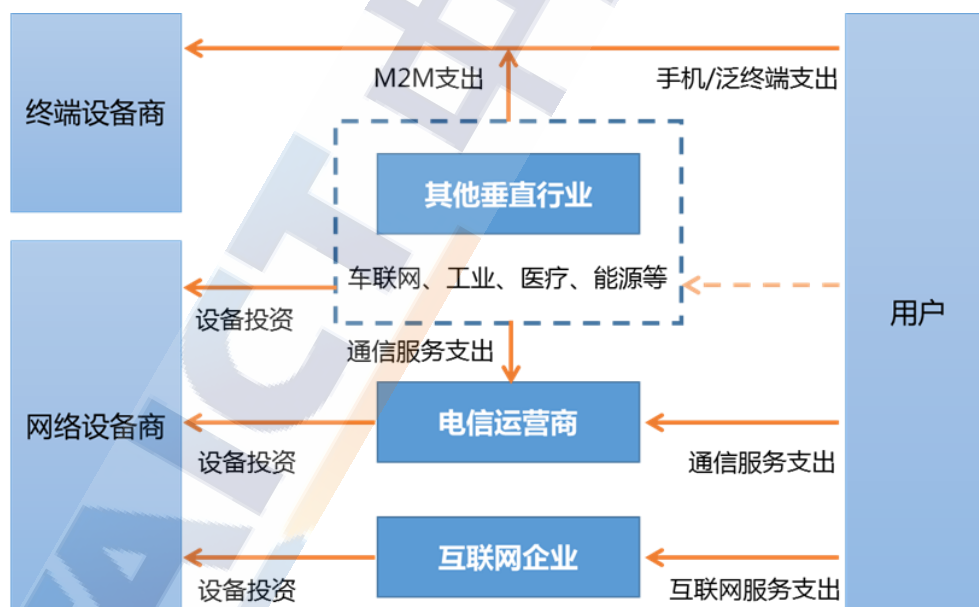 M2M支出
手机/泛终端支出
终端设备商
其他垂直行业
车联网、工业、医疗、能源等
设备投资
用户
通信服务支出
网络设备商
电信运营商
设备投资
通信服务支出
互联网企业
设备投资
互联网服务支出